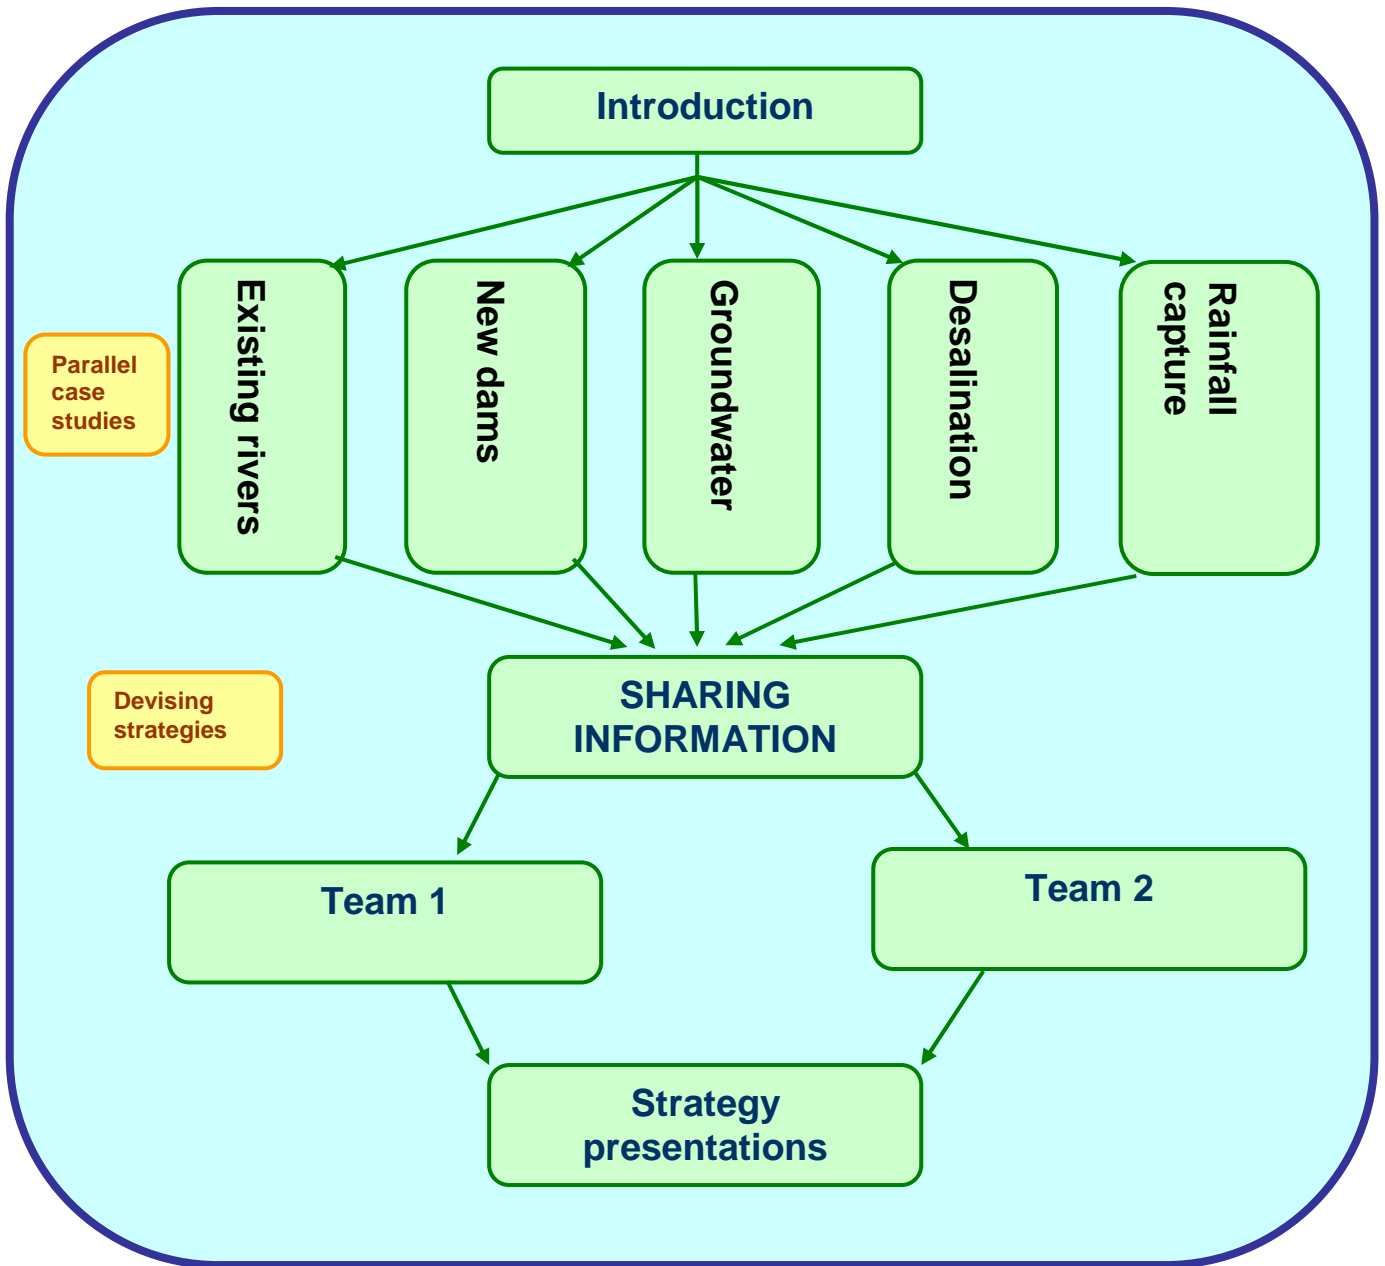 Introduction
Existing rivers
New dams
Groundwater
Desalination
Rainfall
capture
Parallel
case
studies
SHARING
INFORMATION
Devising
strategies
Team 1
Team 2
Strategy
presentations